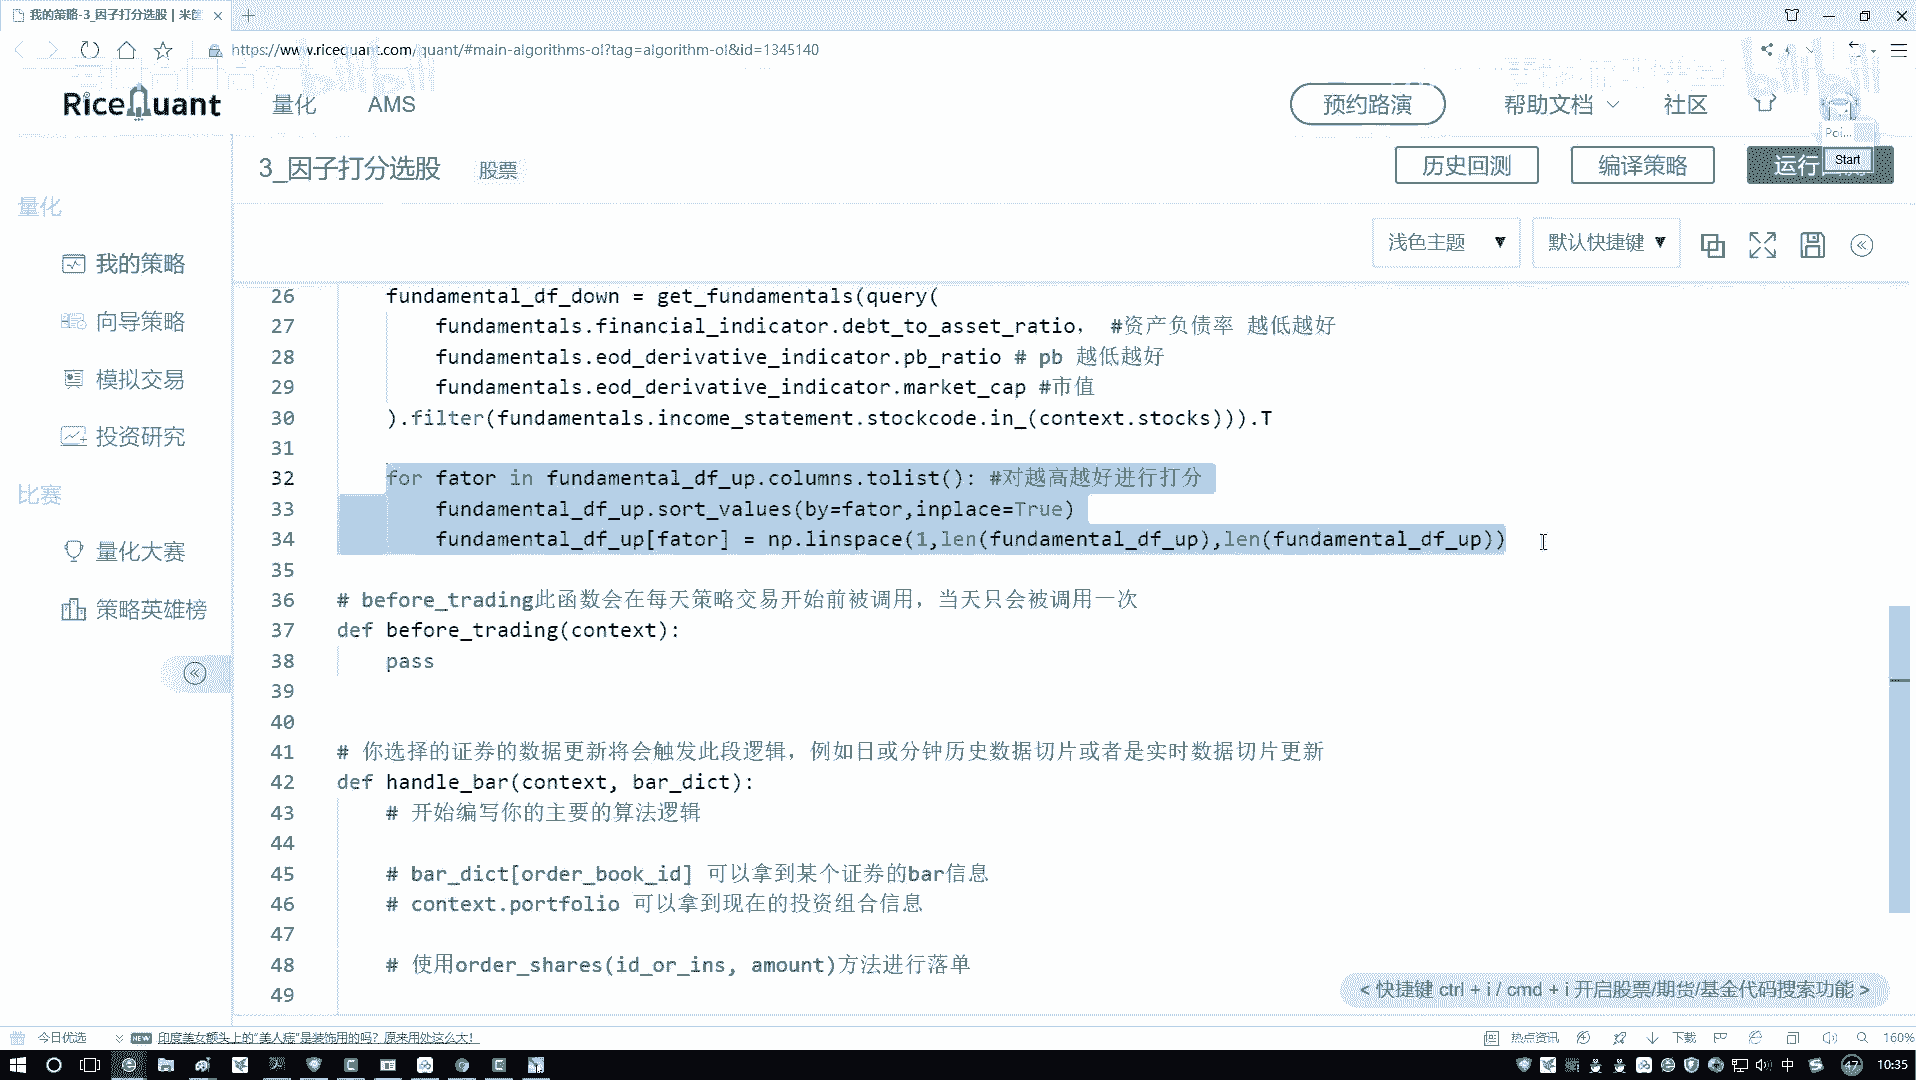 我的策略-3_因子打分选股 | 米筐
https://www.ricequant.com/quant/#main-algorithms-ol?tag=algorithm-ol&id=1345140
RiceQuant
量化
AMS
预约路演
帮助文档
社区
Poi...
Start
3_因子打分选股
股票
历史回测
编译策略
运行
量化
我的策略
向导策略
模拟交易
投资研究
比赛
量化大赛
策略英雄榜
浅色主题
默认快捷键
26 fundamental_df_down = get_fundamentals(query(
27 fundamentals.financial_indicator.debt_to_asset_ratio， #资产负债率 越低越好
28 fundamentals.eod_derivative_indicator.pb_ratio # pb 越低越好
29 fundamentals.eod_derivative_indicator.market_cap #市值
30 ).filter(fundamentals.income_statement.stockcode.in_(context.stocks))).T
31
32 for fator in fundamental_df_up.columns.tolist(): #对越高越好进行打分
33 fundamental_df_up.sort_values(by=fator,inplace=True)
34 fundamental_df_up[fator] = np.linspace(1,len(fundamental_df_up),len(fundamental_df_up))
35
36 # before_trading此函数会在每天策略交易开始前被调用，当天只会被调用一次
37 def before_trading(context):
38 pass
39
40
41 # 你选择的证券的数据更新将会触发此段逻辑，例如日或分钟历史数据切片或者是实时数据切片更新
42 def handle_bar(context, bar_dict):
43 # 开始编写你的主要的算法逻辑
44
45 # bar_dict[order_book_id] 可以拿到某个证券的bar信息
46 # context.portfolio 可以拿到现在的投资组合信息
47
48 # 使用order_shares(id_or_ins, amount)方法进行落单
49
< 快捷键 ctrl + i / cmd + i 开启股票/期货/基金代码搜索功能 >
今日优选
NEW
印度美女额头上的“美人痣”是装饰用的吗？原来用处这么大！
热点资讯
下载
160%
中
47
10:35